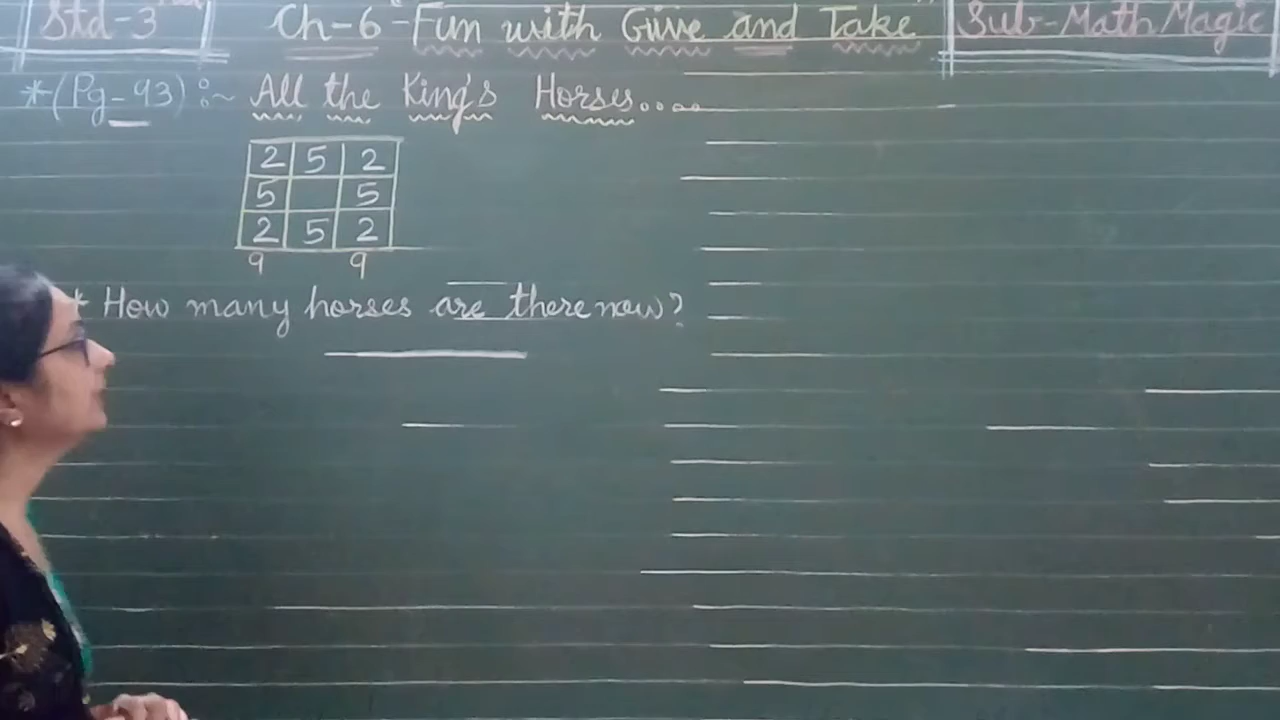 Std-3 Ch-6 - Fun with Give and Take Sub-Math Magic
*(Pg-93) :~ All the King's Horses....
2 5 2
5 5
2 5 2
9 9
* How many horses are there now?